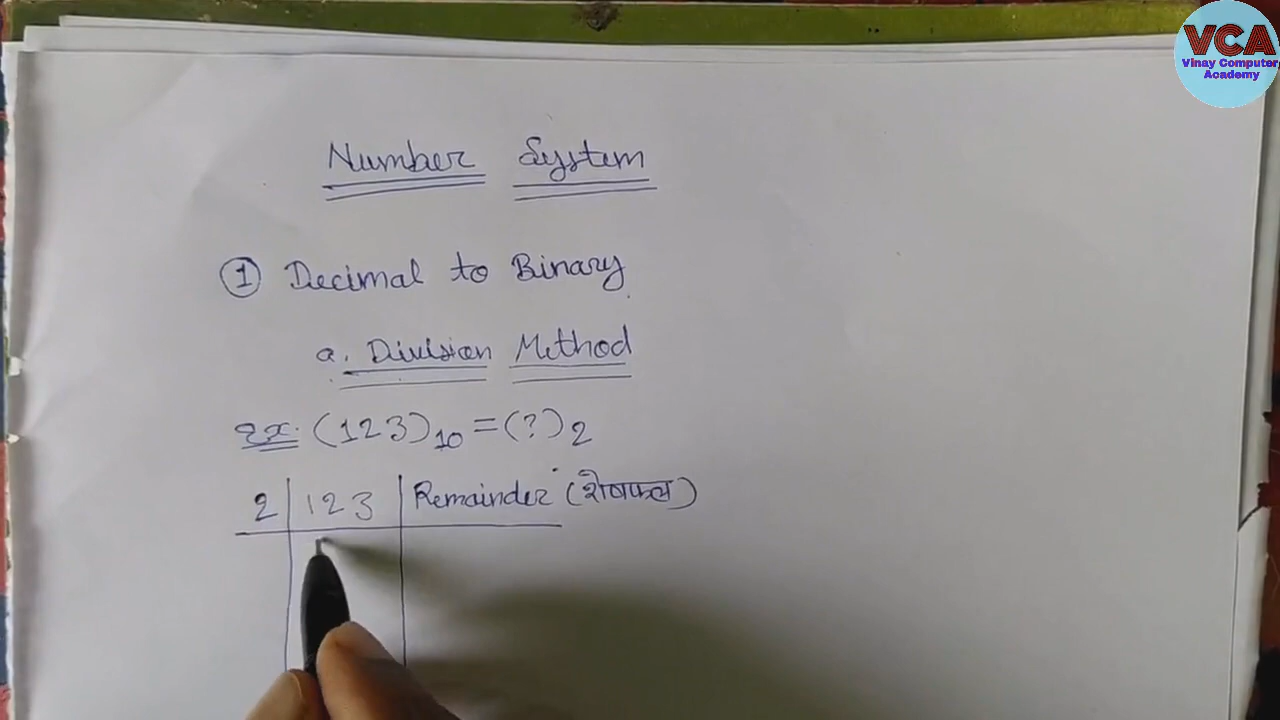 VCA
Vinay Computer
Academy
Number System
① Decimal to Binary
a. Division Method
ex: (123)₁₀ = (?)₂
2 | 123 | Remainder (शेषफल)